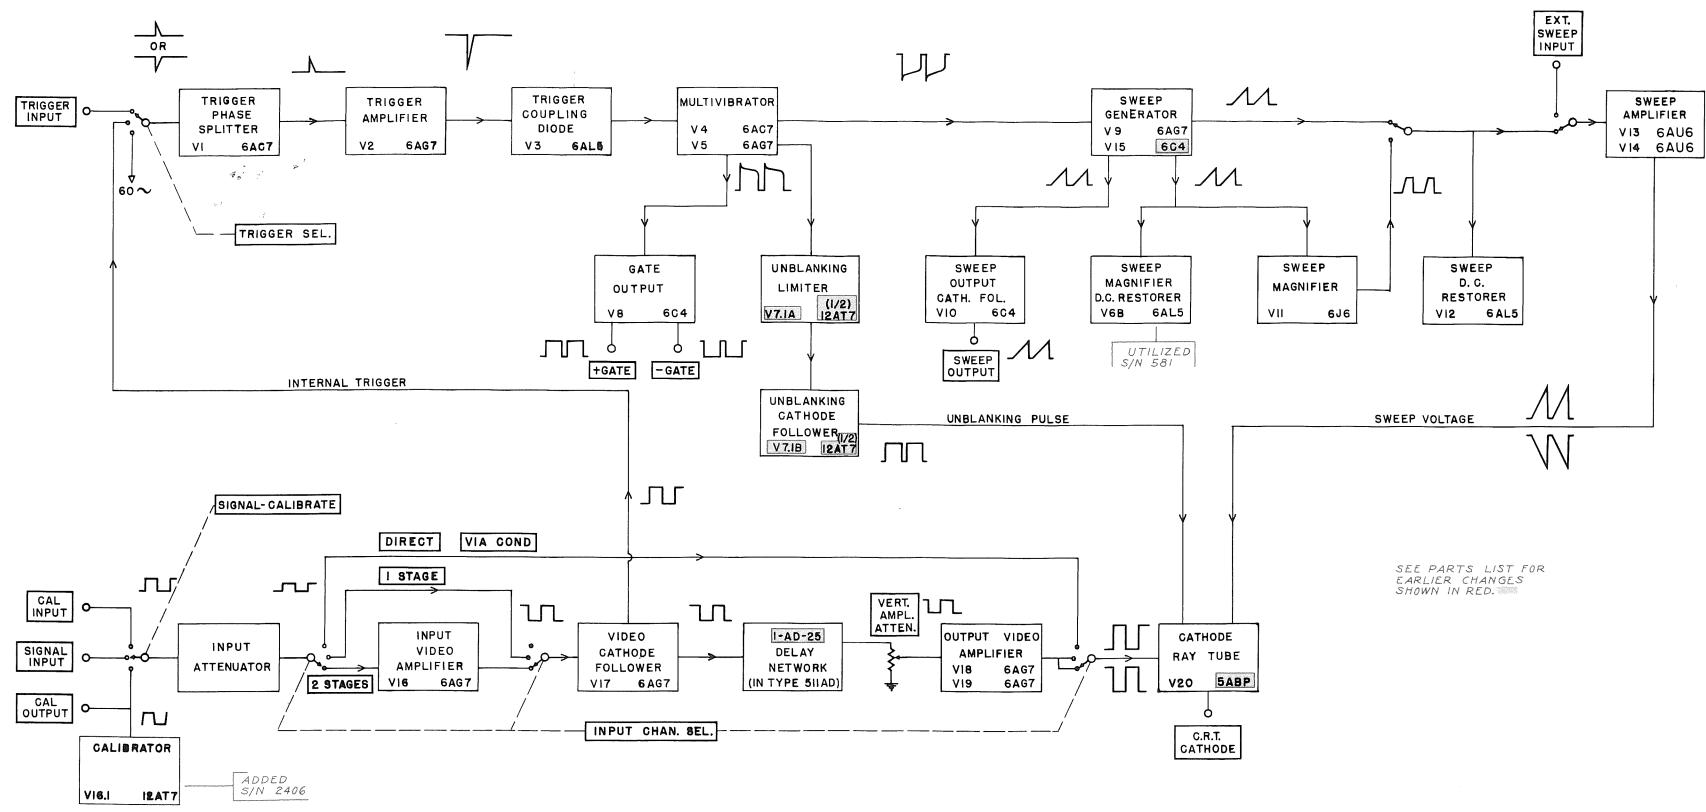 OR
EXT.
SWEEP
INPUT
TRIGGER
INPUT
TRIGGER
PHASE
SPLITTER
V1 6AC7
TRIGGER
AMPLIFIER
V2 6AG7
TRIGGER
COUPLING
DIODE
V3 6AL5
MULTIVIBRATOR
V4 6AC7
V5 6AG7
SWEEP
GENERATOR
V9 6AG7
V15 6C4
SWEEP
AMPLIFIER
V13 6AU6
V14 6AU6
60~
TRIGGER SEL.
GATE
OUTPUT
V8 6C4
UNBLANKING
LIMITER
(1/2)
V7.1A 12AT7
SWEEP
OUTPUT
CATH. FOL.
V10 6C4
SWEEP
MAGNIFIER
D.C. RESTORER
V6B 6AL5
SWEEP
MAGNIFIER
V11 6J6
SWEEP
D. C.
RESTORER
V12 6AL5
+GATE
-GATE
SWEEP
OUTPUT
UTILIZED
S/N 581
INTERNAL TRIGGER
UNBLANKING
CATHODE
FOLLOWER
(1/2)
V7.1B 12AT7
UNBLANKING PULSE
SWEEP VOLTAGE
SIGNAL-CALIBRATE
DIRECT
VIA COND
1 STAGE
SEE PARTS LIST FOR
EARLIER CHANGES
SHOWN IN RED.
CAL
INPUT
SIGNAL
INPUT
CAL
OUTPUT
INPUT
ATTENUATOR
2 STAGES
INPUT
VIDEO
AMPLIFIER
V16 6AG7
VIDEO
CATHODE
FOLLOWER
V17 6AG7
1-AD-25
DELAY
NETWORK
(IN TYPE 511AD)
VERT.
AMPL.
ATTEN.
OUTPUT VIDEO
AMPLIFIER
V18 6AG7
V19 6AG7
CATHODE
RAY TUBE
V20 5ABP
INPUT CHAN. SEL.
C.R.T.
CATHODE
CALIBRATOR
V16.1 12AT7
ADDED
S/N 2406